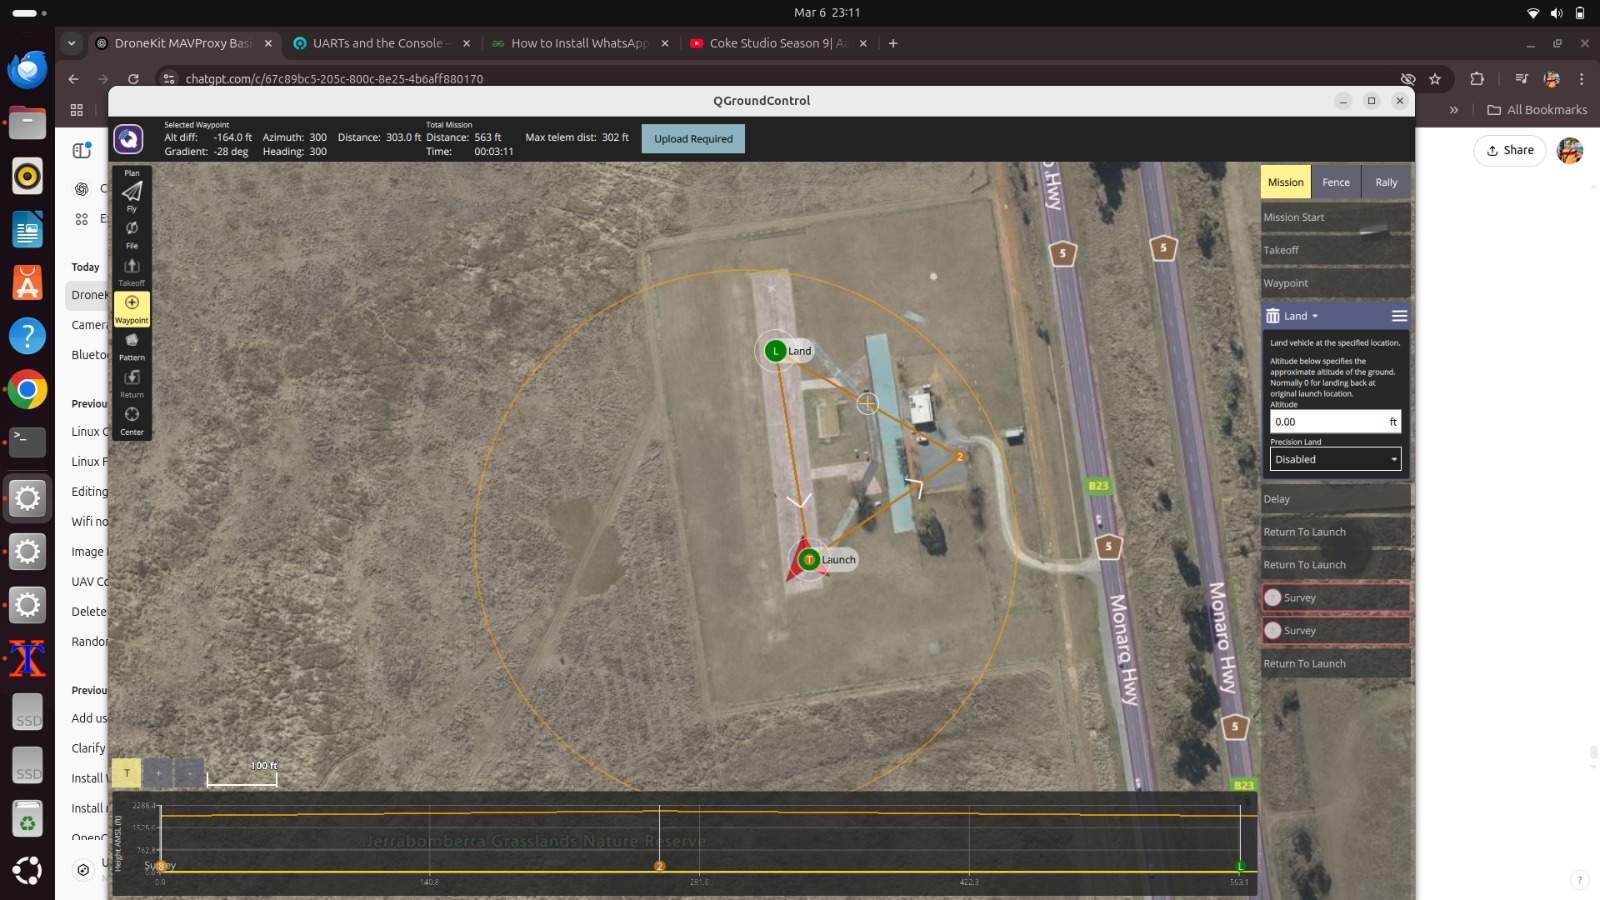 Mar 6 23:11
DroneKit MAVProxy Basi
UARTs and the Console –
How to Install WhatsApp
Coke Studio Season 9| Aa
chatgpt.com/c/67c89bc5-205c-800c-8e25-4b6aff880170
All Bookmarks
QGroundControl
Selected Waypoint
Alt diff: -164.0 ft Azimuth: 300 Distance: 303.0 ft
Gradient: -28 deg Heading: 300
Total Mission
Distance: 563 ft Max telem dist: 302 ft
Time: 00:03:11
Upload Required
Share
Today
DroneK
Camera
Blueto
Previou
Linux C
Linux F
Editing
Wifi no
Image
UAV Co
Delete
Randor
Previou
Add us
Clarify
Install W
Install r
OpenC
Plan
Fly
File
Takeoff
Waypoint
Pattern
Return
Center
L Land
2
T Launch
Hwy
5
5
B23
5
Monaro Hwy
Monaro Hwy
5
B23
Mission Fence Rally
Mission Start
Takeoff
Waypoint
Land
Land vehicle at the specified location.
Altitude below specifies the
approximate altitude of the ground.
Normally 0 for landing back at
original launch location.
Altitude
0.00 ft
Precision Land
Disabled
Delay
Return To Launch
Return To Launch
Survey
Survey
Return To Launch
T + -
100 ft
Height AMSL (ft)
2288.4
1525.6
762.8
0.0
Jerrabomberra Grasslands Nature Reserve
Survey
2
L
0.0 140.8 281.6 422.3 563.1
SSD
SSD
?